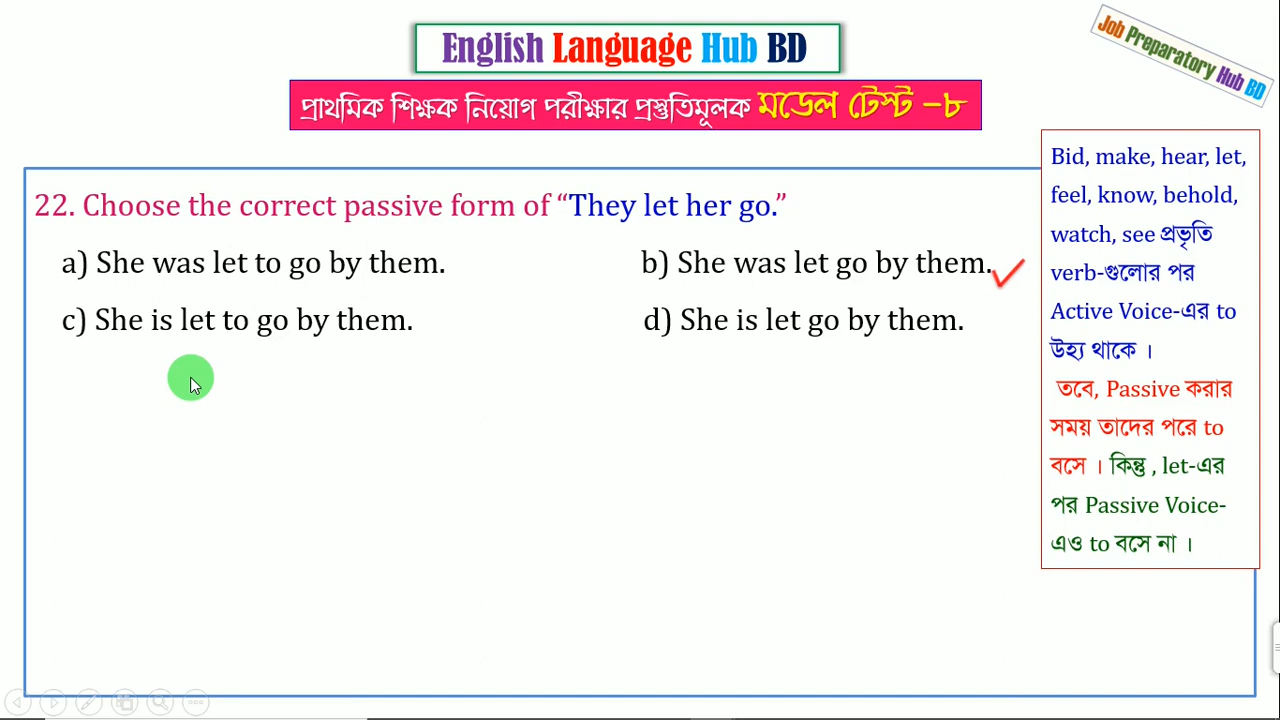 English Language Hub BD
Job Preparatory Hub BD
প্রাথমিক শিক্ষক নিয়োগ পরীক্ষার প্রস্তুতিমূলক মডেল টেস্ট –৮
22. Choose the correct passive form of “They let her go.”
a) She was let to go by them.
b) She was let go by them.
c) She is let to go by them.
d) She is let go by them.
Bid, make, hear, let,
feel, know, behold,
watch, see প্রভৃতি
verb-গুলোর পর
Active Voice-এর to
উহ্য থাকে ।
তবে, Passive করার
সময় তাদের পরে to
বসে । কিন্তু , let-এর
পর Passive Voice-
এও to বসে না ।